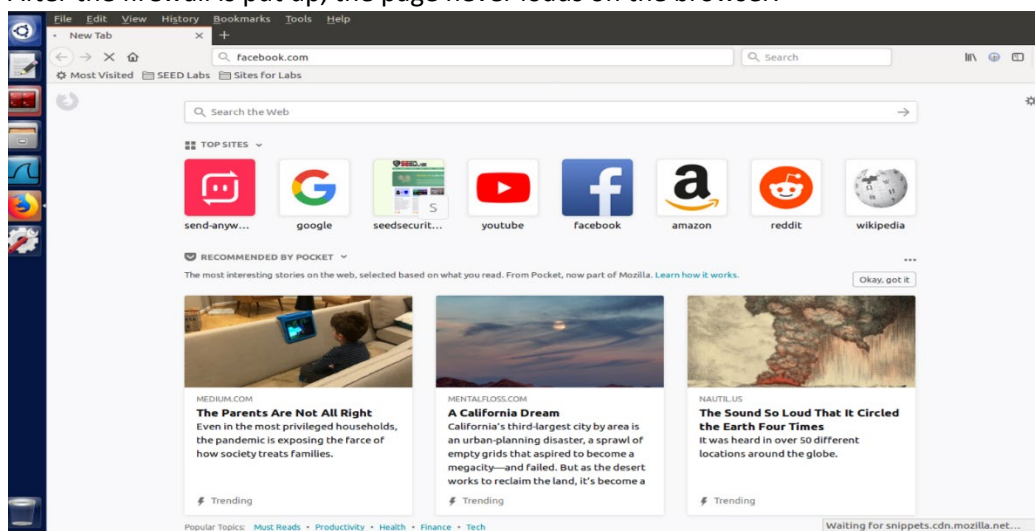 After the firewall is put up, the page never loads on the browser.
File Edit View History Bookmarks Tools Help
New Tab
facebook.com
Search
Most Visited SEED Labs Sites for Labs
Search the Web
TOP SITES
S
send-anyw... google seedsecurit... youtube facebook amazon reddit wikipedia
RECOMMENDED BY POCKET
The most interesting stories on the web, selected based on what you read. From Pocket, now part of Mozilla. Learn how it works.
Okay, got it
MEDIUM.COM
The Parents Are Not All Right
Even in the most privileged households,
the pandemic is exposing the farce of
how society treats families.
Trending
MENTALFLOSS.COM
A California Dream
California's third-largest city by area is
an urban-planning disaster, a sprawl of
empty grids that aspired to become a
megacity—and failed. But as the desert
works to reclaim the land, it's become a
Trending
NAUTIL.US
The Sound So Loud That It Circled
the Earth Four Times
It was heard in over 50 different
locations around the globe.
Trending
Popular Topics: Must Reads • Productivity • Health • Finance • Tech
Waiting for snippets.cdn.mozilla.net...